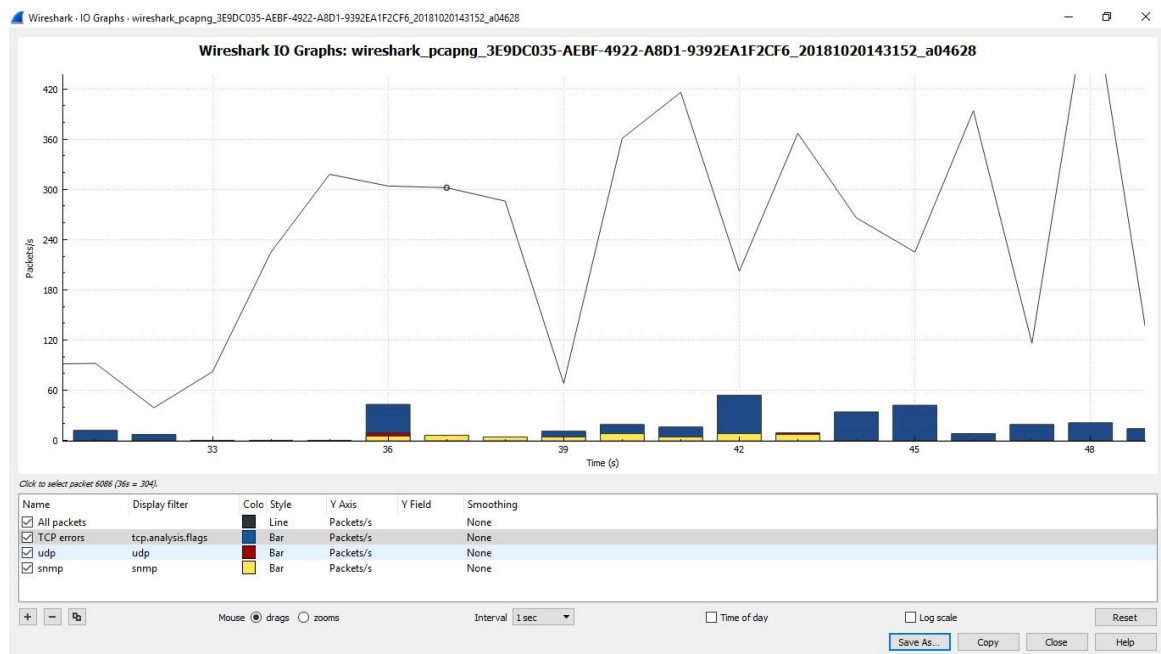 Wireshark · IO Graphs · wireshark_pcapng_3E9DC035-AEBF-4922-A8D1-9392EA1F2CF6_20181020143152_a04628
Wireshark IO Graphs: wireshark_pcapng_3E9DC035-AEBF-4922-A8D1-9392EA1F2CF6_20181020143152_a04628
420
360
300
240
180
120
60
0
Packets/s
33 36 39 42 45 48
Time (s)
Click to select packet 6086 (36s = 304).
Name Display filter Colo Style Y Axis Y Field Smoothing
All packets Line Packets/s None
TCP errors tcp.analysis.flags Bar Packets/s None
udp udp Bar Packets/s None
snmp snmp Bar Packets/s None
+ − Mouse drags zooms Interval 1 sec Time of day Log scale Reset
Save As... Copy Close Help